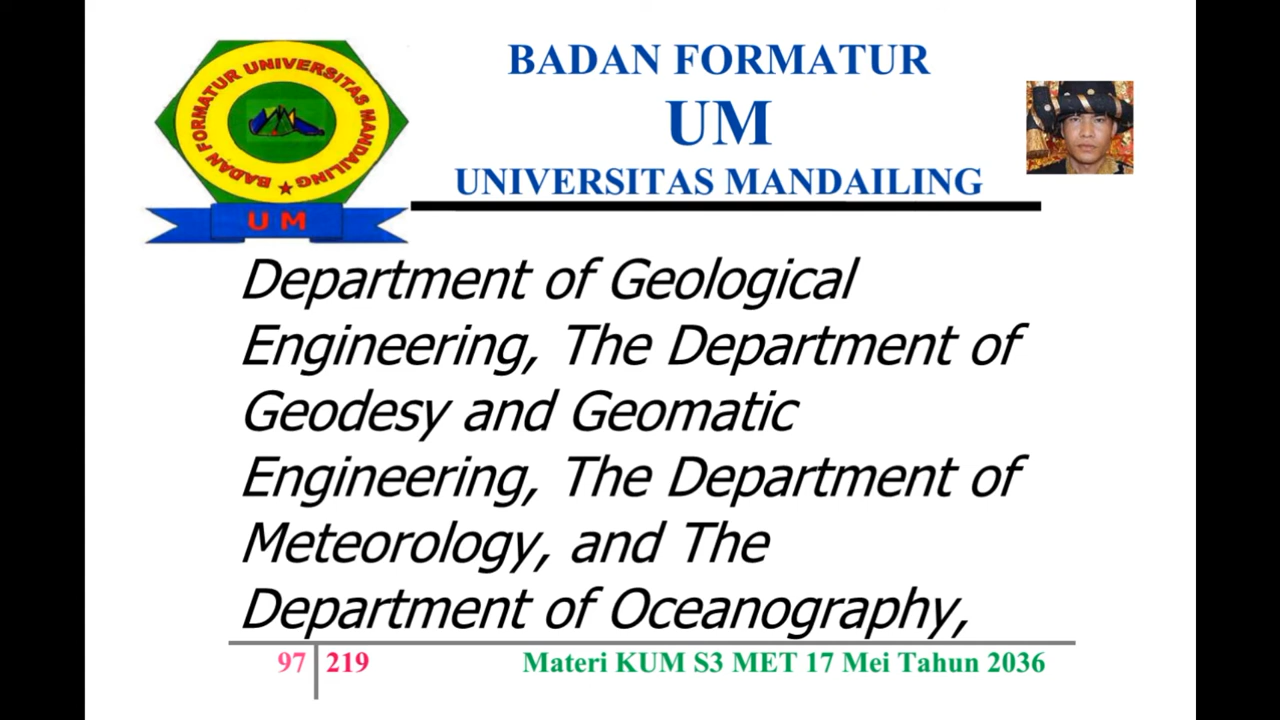 BADAN FORMATUR UNIVERSITAS MANDAILING
UM
BADAN FORMATUR
UM
UNIVERSITAS MANDAILING
Department of Geological
Engineering, The Department of
Geodesy and Geomatic
Engineering, The Department of
Meteorology, and The
Department of Oceanography,
97 219 Materi KUM S3 MET 17 Mei Tahun 2036